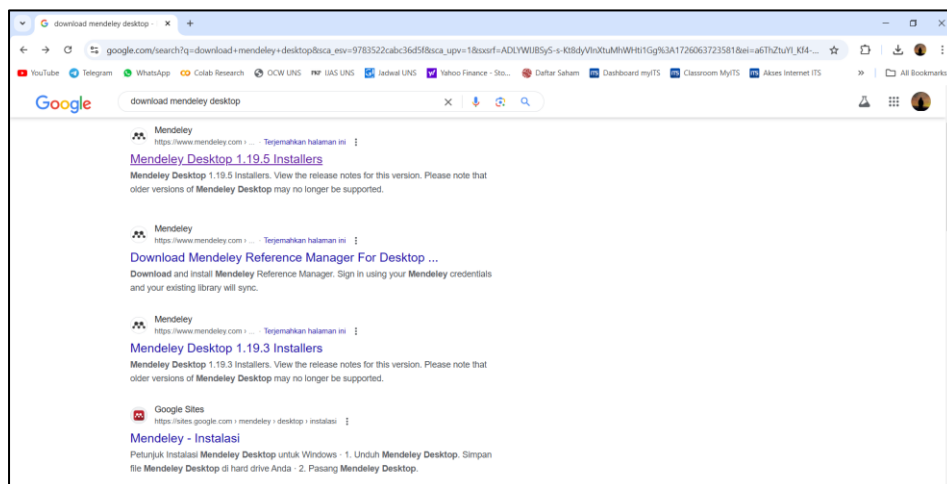 download mendeley desktop -
google.com/search?q=download+mendeley+desktop&sca_esv=9783522cabc36d5f&sca_upv=1&sxsrf=
YouTube Telegram WhatsApp Colab Research OCW UNS UAS UNS Jadwal UNS Yahoo Finance - Sto... Daftar Saham Dashboard myITS Classroom MyITS Akses Internet ITS » All Bookmarks
Google download mendeley desktop
Mendeley
https://www.mendeley.com › ... · Terjemahkan halaman ini
Mendeley Desktop 1.19.5 Installers
Mendeley Desktop 1.19.5 Installers. View the release notes for this version. Please note that
older versions of Mendeley Desktop may no longer be supported.
Mendeley
https://www.mendeley.com › ... · Terjemahkan halaman ini
Download Mendeley Reference Manager For Desktop ...
Download and install Mendeley Reference Manager. Sign in using your Mendeley credentials
and your existing library will sync.
Mendeley
https://www.mendeley.com › ... · Terjemahkan halaman ini
Mendeley Desktop 1.19.3 Installers
Mendeley Desktop 1.19.3 Installers. View the release notes for this version. Please note that
older versions of Mendeley Desktop may no longer be supported.
Google Sites
https://sites.google.com › mendeley › desktop › instalasi
Mendeley - Instalasi
Petunjuk Instalasi Mendeley Desktop untuk Windows · 1. Unduh Mendeley Desktop. Simpan
file Mendeley Desktop di hard drive Anda · 2. Pasang Mendeley Desktop.